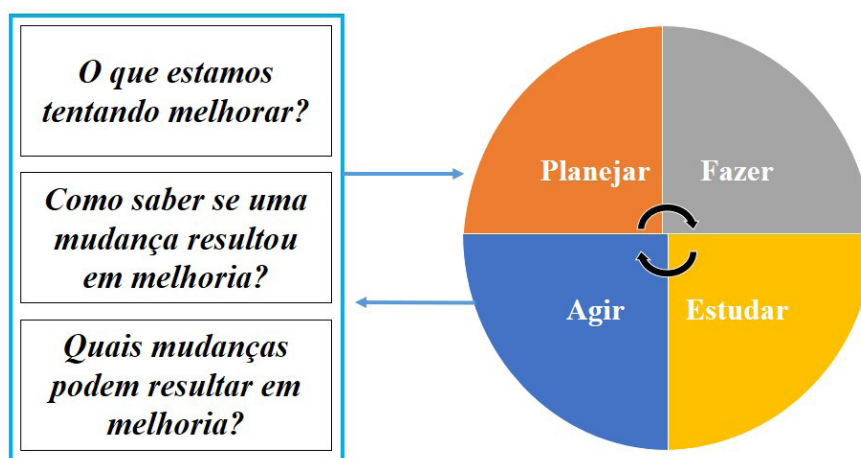 O que estamos
tentando melhorar?
Como saber se uma
mudança resultou
em melhoria?
Quais mudanças
podem resultar em
melhoria?
Planejar
Fazer
Agir
Estudar